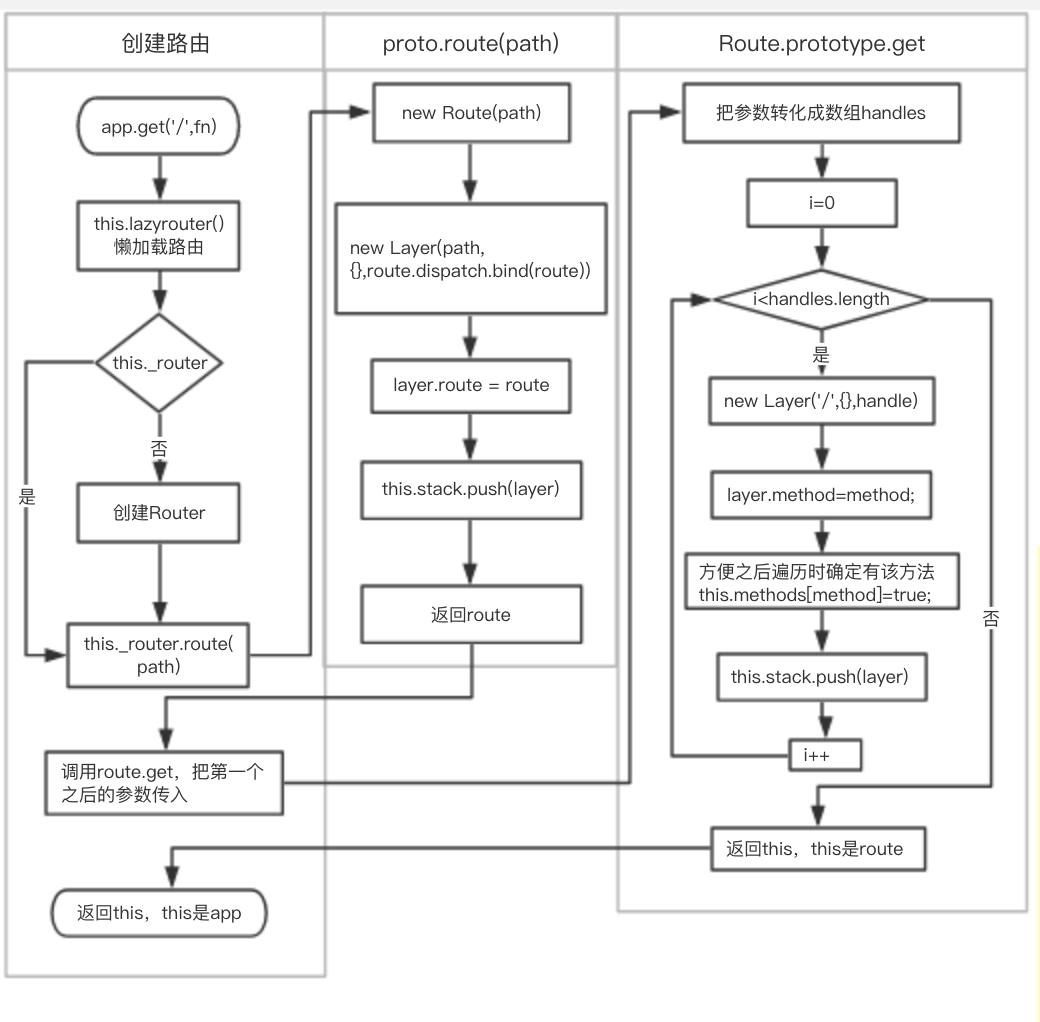 创建路由
app.get('/',fn)
this.lazyrouter()
懒加载路由
this._router
否
是
创建Router
this._router.route(
path)
调用route.get，把第一个
之后的参数传入
返回this，this是app
proto.route(path)
new Route(path)
new Layer(path,
{},route.dispatch.bind(route))
layer.route = route
this.stack.push(layer)
返回route
Route.prototype.get
把参数转化成数组handles
i=0
i<handles.length
是
new Layer('/',{},handle)
layer.method=method;
方便之后遍历时确定有该方法
this.methods[method]=true;
否
this.stack.push(layer)
i++
返回this，this是route